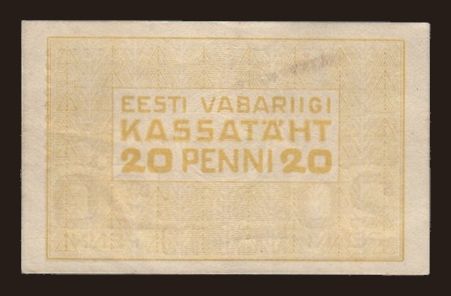 EESTI VABARIIGI
KASSATÄHT
20 PENNI 20